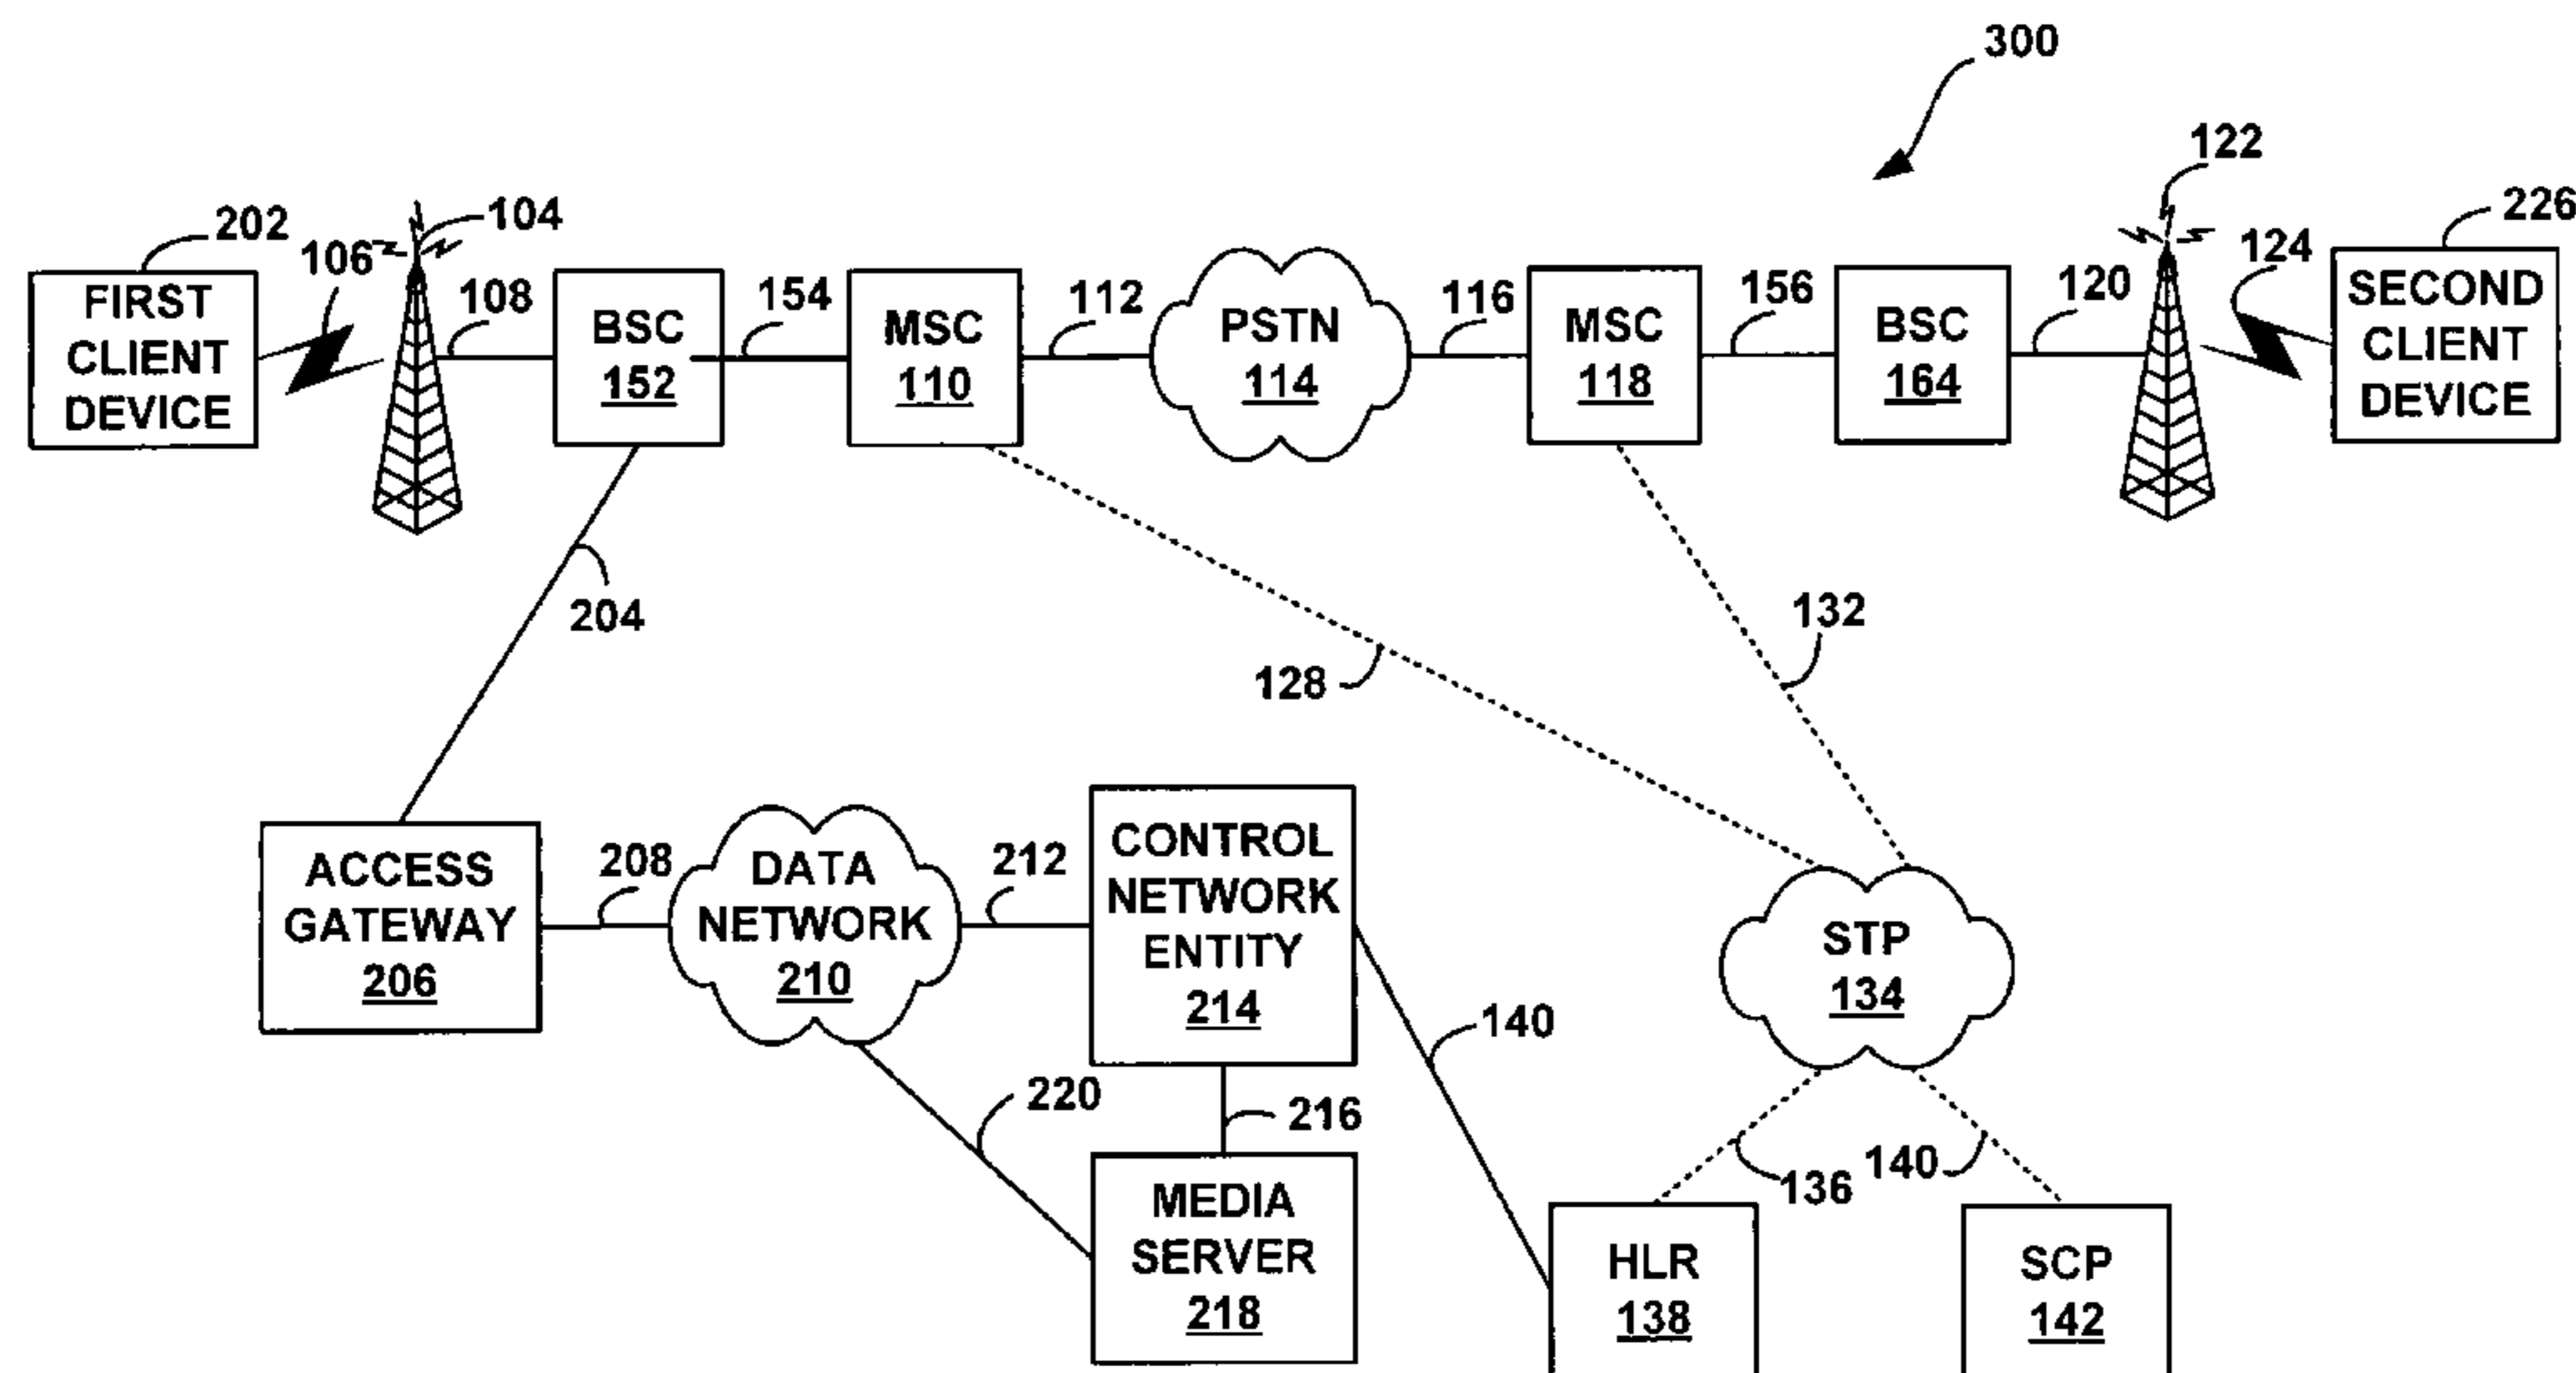 300
122
202
104
226
106
124
FIRST
CLIENT
DEVICE
108
BSC
152
154
MSC
110
112
PSTN
114
116
MSC
118
156
BSC
164
120
SECOND
CLIENT
DEVICE
204
128
132
ACCESS
GATEWAY
206
208
DATA
NETWORK
210
212
CONTROL
NETWORK
ENTITY
214
STP
134
140
220
216
136
140
MEDIA
SERVER
218
HLR
138
SCP
142